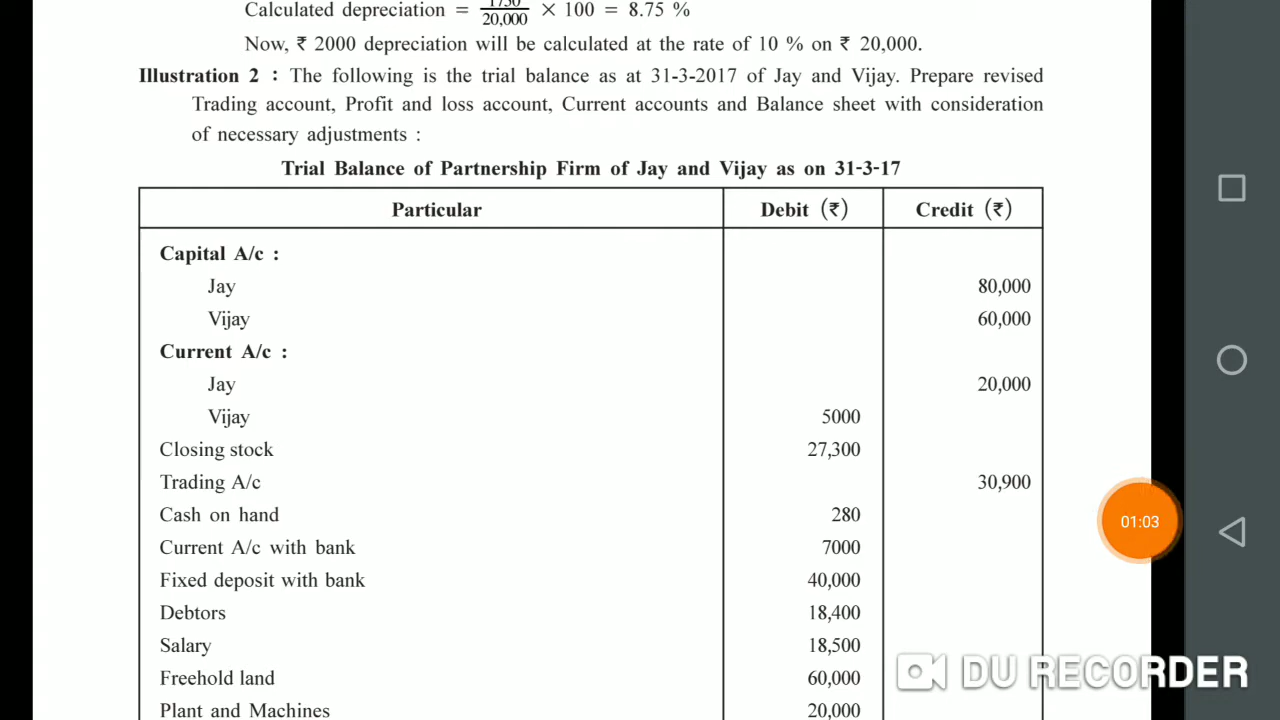 Calculated depreciation = 1750/20,000 × 100 = 8.75 %
Now, ₹ 2000 depreciation will be calculated at the rate of 10 % on ₹ 20,000.
Illustration 2 : The following is the trial balance as at 31-3-2017 of Jay and Vijay. Prepare revised
Trading account, Profit and loss account, Current accounts and Balance sheet with consideration
of necessary adjustments :
Trial Balance of Partnership Firm of Jay and Vijay as on 31-3-17
Particular Debit (₹) Credit (₹)
Capital A/c :
Jay 80,000
Vijay 60,000
Current A/c :
Jay 20,000
Vijay 5000
Closing stock 27,300
Trading A/c 30,900
Cash on hand 280
Current A/c with bank 7000
Fixed deposit with bank 40,000
Debtors 18,400
Salary 18,500
Freehold land 60,000
Plant and Machines 20,000
01:03
DU RECORDER